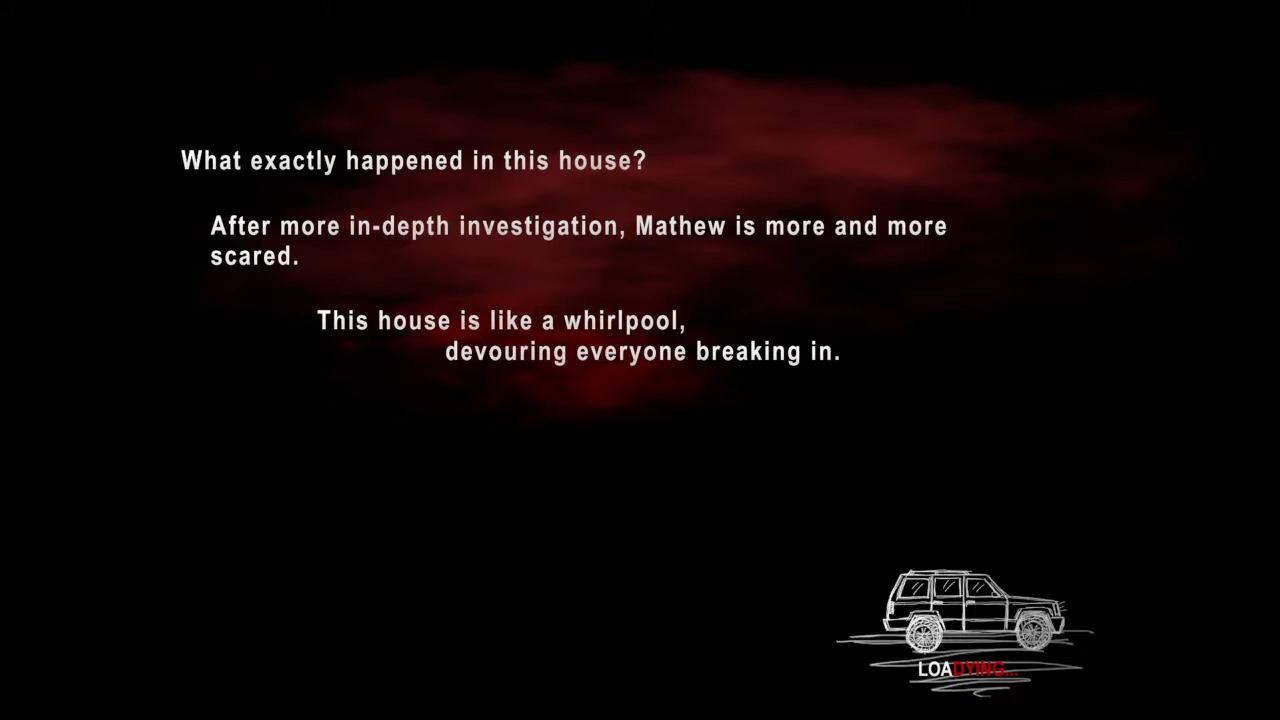 What exactly happened in this house?
After more in-depth investigation, Mathew is more and more
scared.
This house is like a whirlpool,
devouring everyone breaking in.
LOADYING...